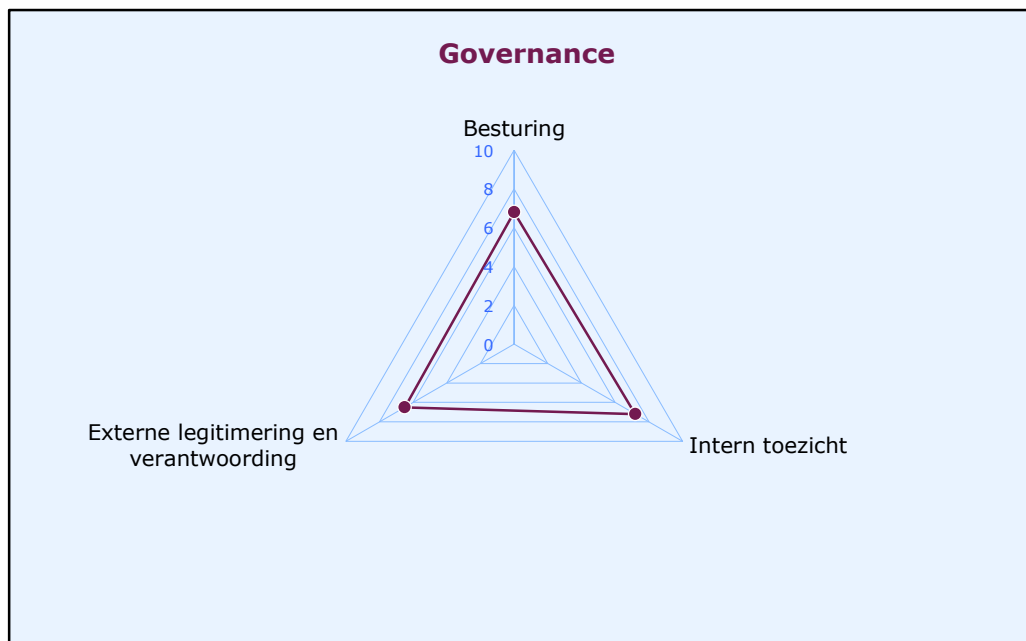 Governance
Besturing
10
8
6
4
2
0
Externe legitimering en
verantwoording
Intern toezicht